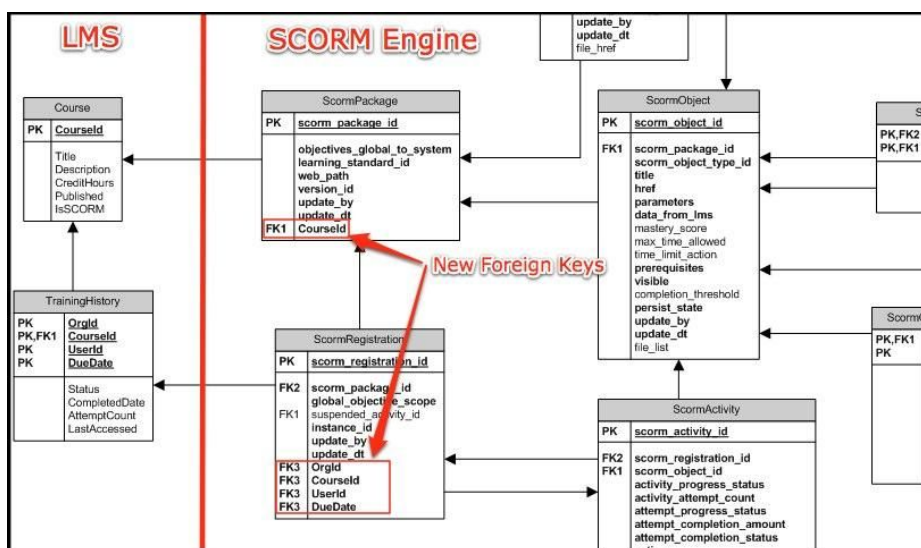 LMS
SCORM Engine
update_by
update_dt
file_href
Course
PK CourseId
Title
Description
CreditHours
Published
IsSCORM
TrainingHistory
PK OrgId
PK,FK1 CourseId
PK UserId
PK DueDate
Status
CompletedDate
AttemptCount
LastAccessed
ScormPackage
PK scorm_package_id
objectives_global_to_system
learning_standard_id
web_path
version_id
update_by
update_dt
FK1 CourseId
New Foreign Keys
ScormRegistration
PK scorm_registration_id
FK2 scorm_package_id
global_objective_scope
FK1 suspended_activity_id
instance_id
update_by
update_dt
FK3 OrgId
FK3 CourseId
FK3 UserId
FK3 DueDate
ScormObject
PK scorm_object_id
FK1 scorm_package_id
scorm_object_type_id
title
href
parameters
data_from_lms
mastery_score
max_time_allowed
time_limit_action
prerequisites
visible
completion_threshold
persist_state
update_by
update_dt
file_list
ScormActivity
PK scorm_activity_id
FK2 scorm_registration_id
FK1 scorm_object_id
activity_progress_status
activity_attempt_count
attempt_progress_status
attempt_completion_amount
attempt_completion_status
S
PK,FK2
PK,FK1
Scorm
PK,FK1
PK